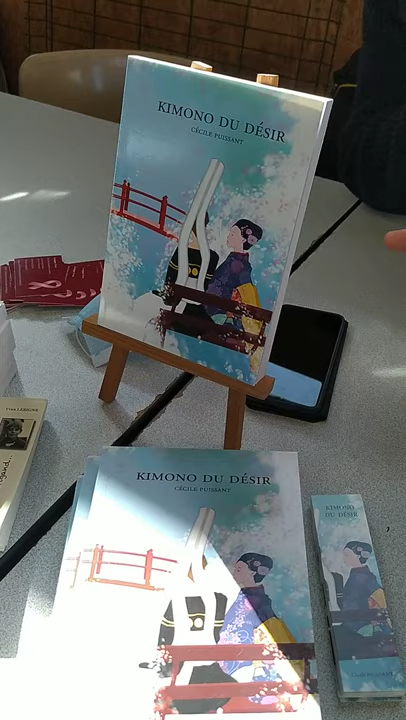 KIMONO DU DÉSIR
CÉCILE PUISSANT
KIMONO DU DÉSIR
CÉCILE PUISSANT
KIMONO
DU DÉSIR